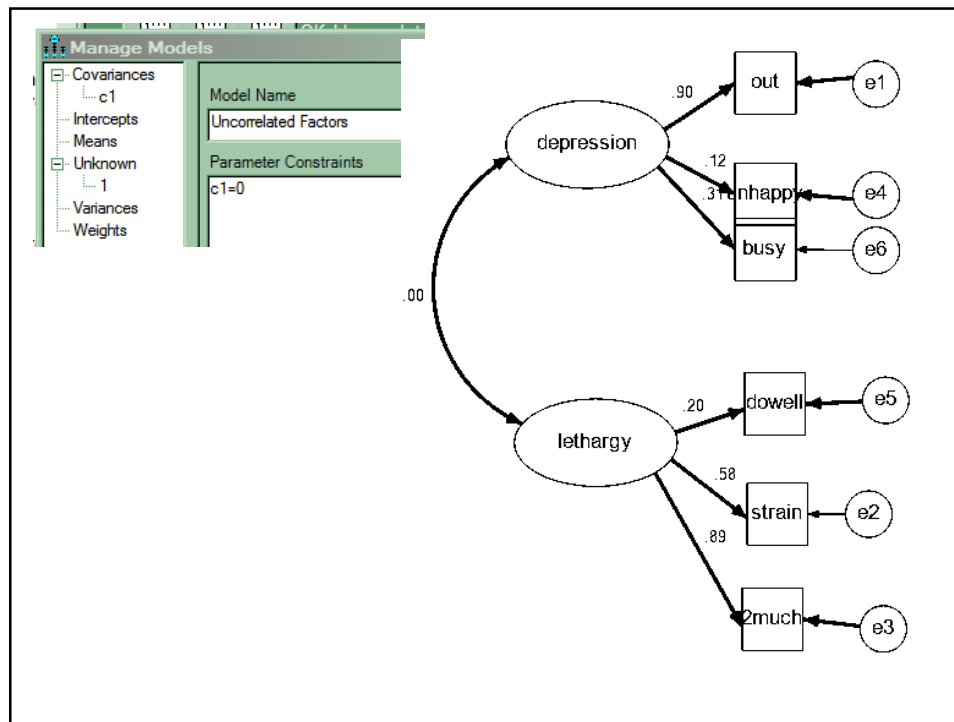 Manage Models
Covariances
c1
Intercepts
Means
Unknown
1
Variances
Weights
Model Name
Uncorrelated Factors
Parameter Constraints
c1=0
out
e1
.90
depression
.12
nhappy
e4
.31
busy
e6
.00
dowell
e5
.20
lethargy
.58
strain
e2
.89
2much
e3